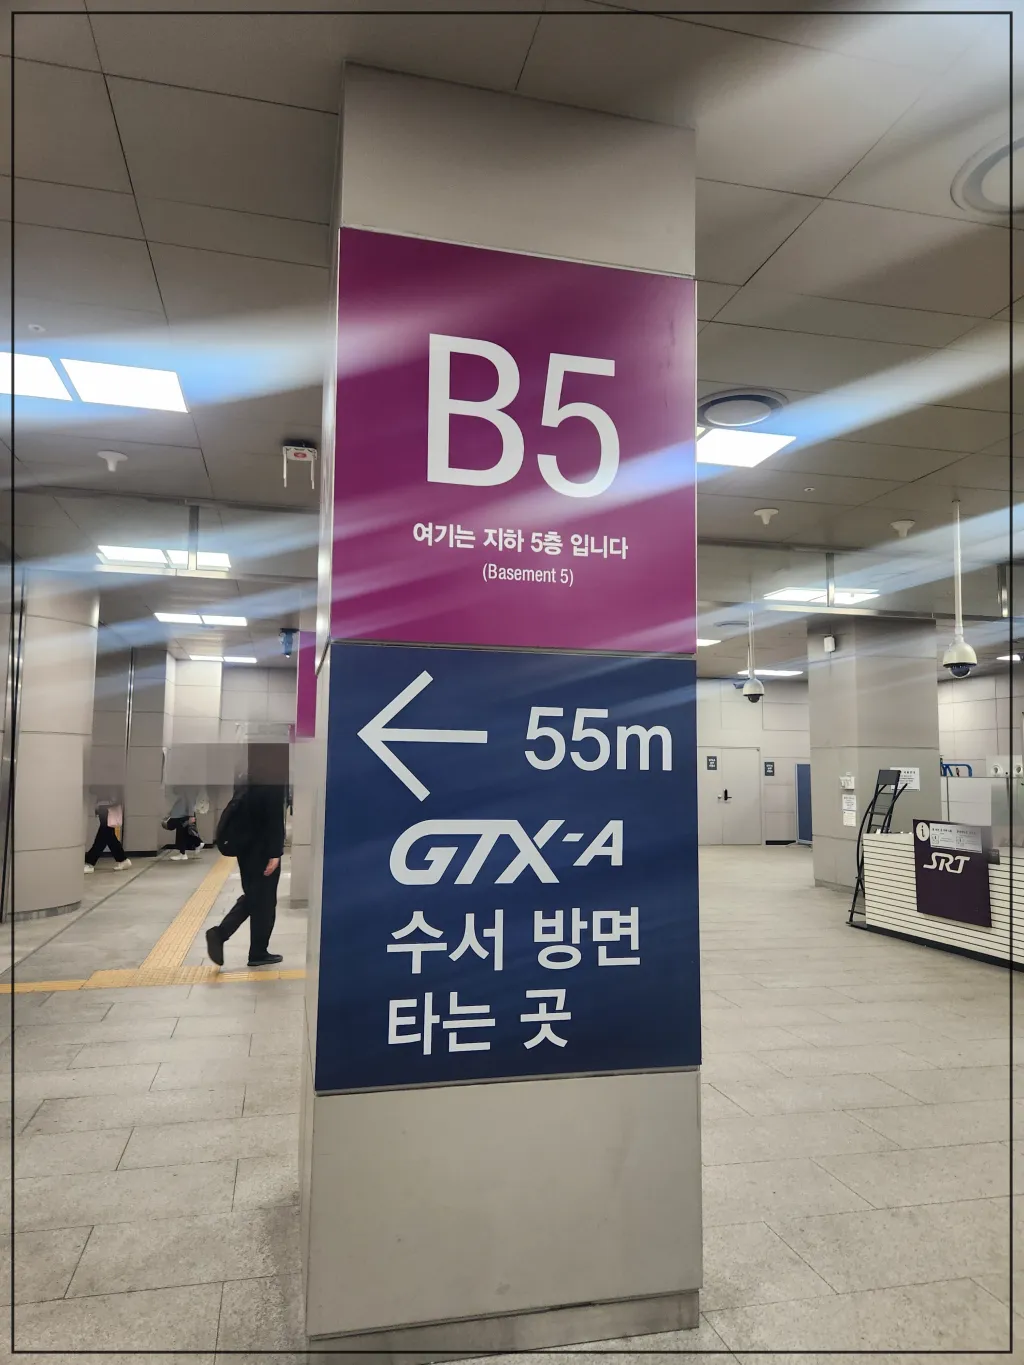 B5
여기는 지하 5층 입니다
(Basement 5)
← 55m
GTX-A
수서 방면
타는 곳
i
SRT